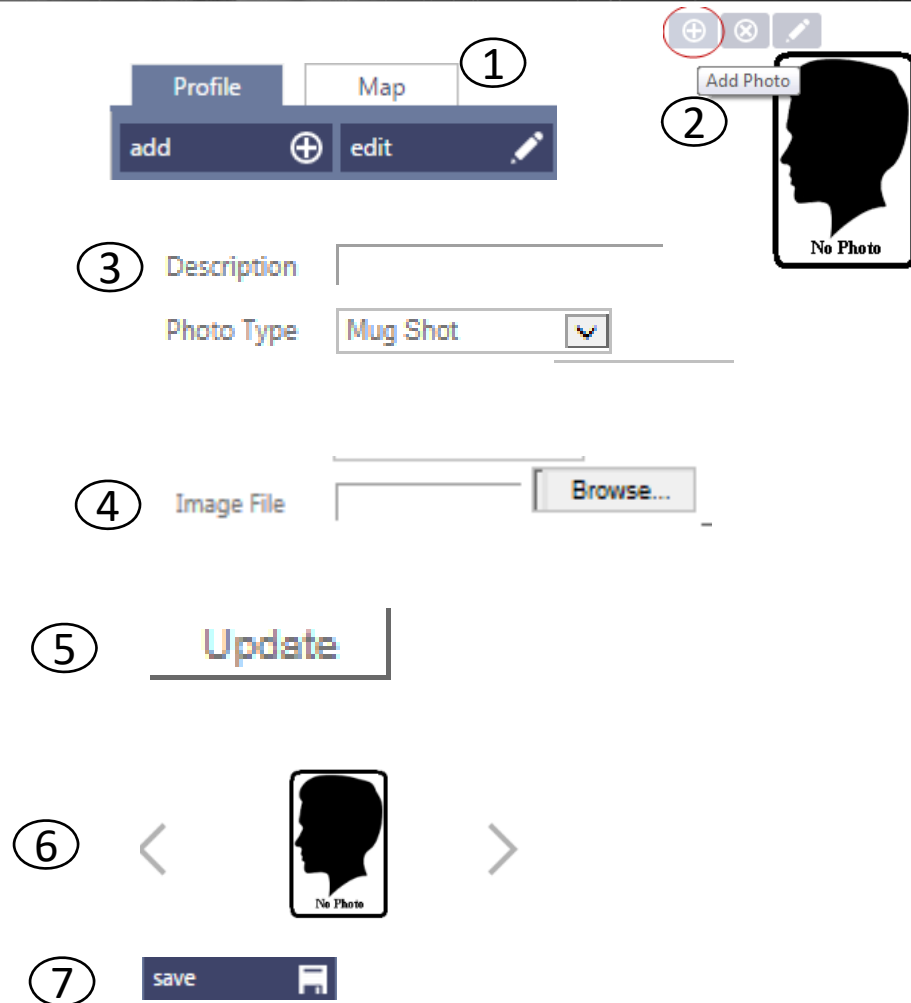 Profile Map 1
add edit
Add Photo
2
No Photo
3 Description
Photo Type Mug Shot
4 Image File Browse...
5 Update
6
No Photo
7 save